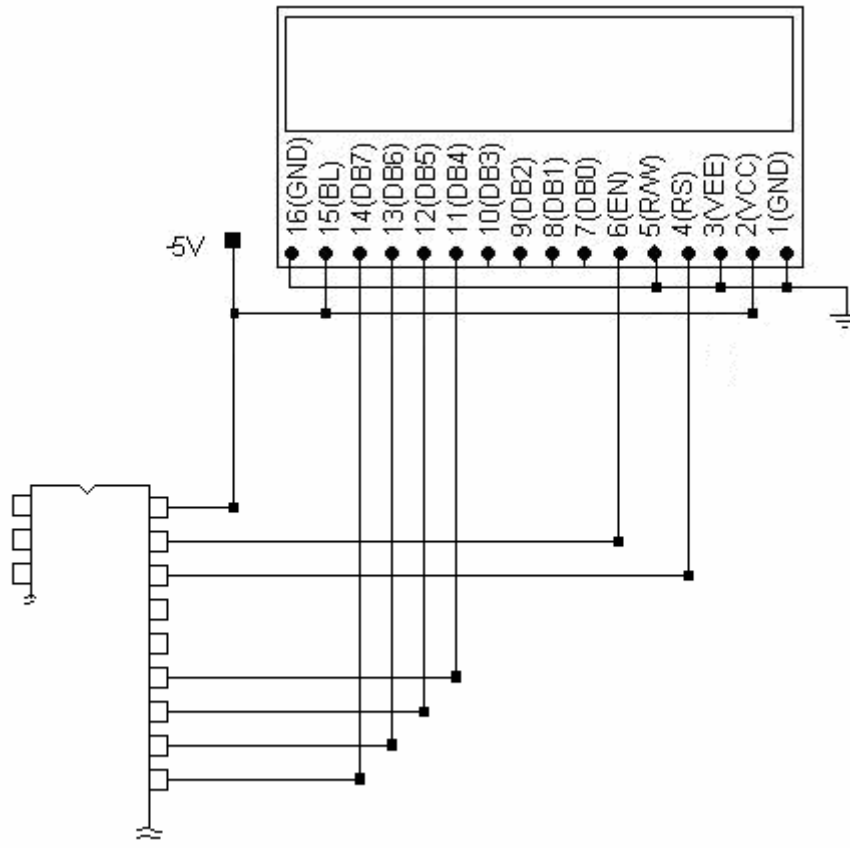 16(GND)
15(BL)
14(DB7)
13(DB6)
12(DB5)
11(DB4)
10(DB3)
9(DB2)
8(DB1)
7(DB0)
6(EN)
5(R/W)
4(RS)
3(VEE)
2(VCC)
1(GND)
-5V